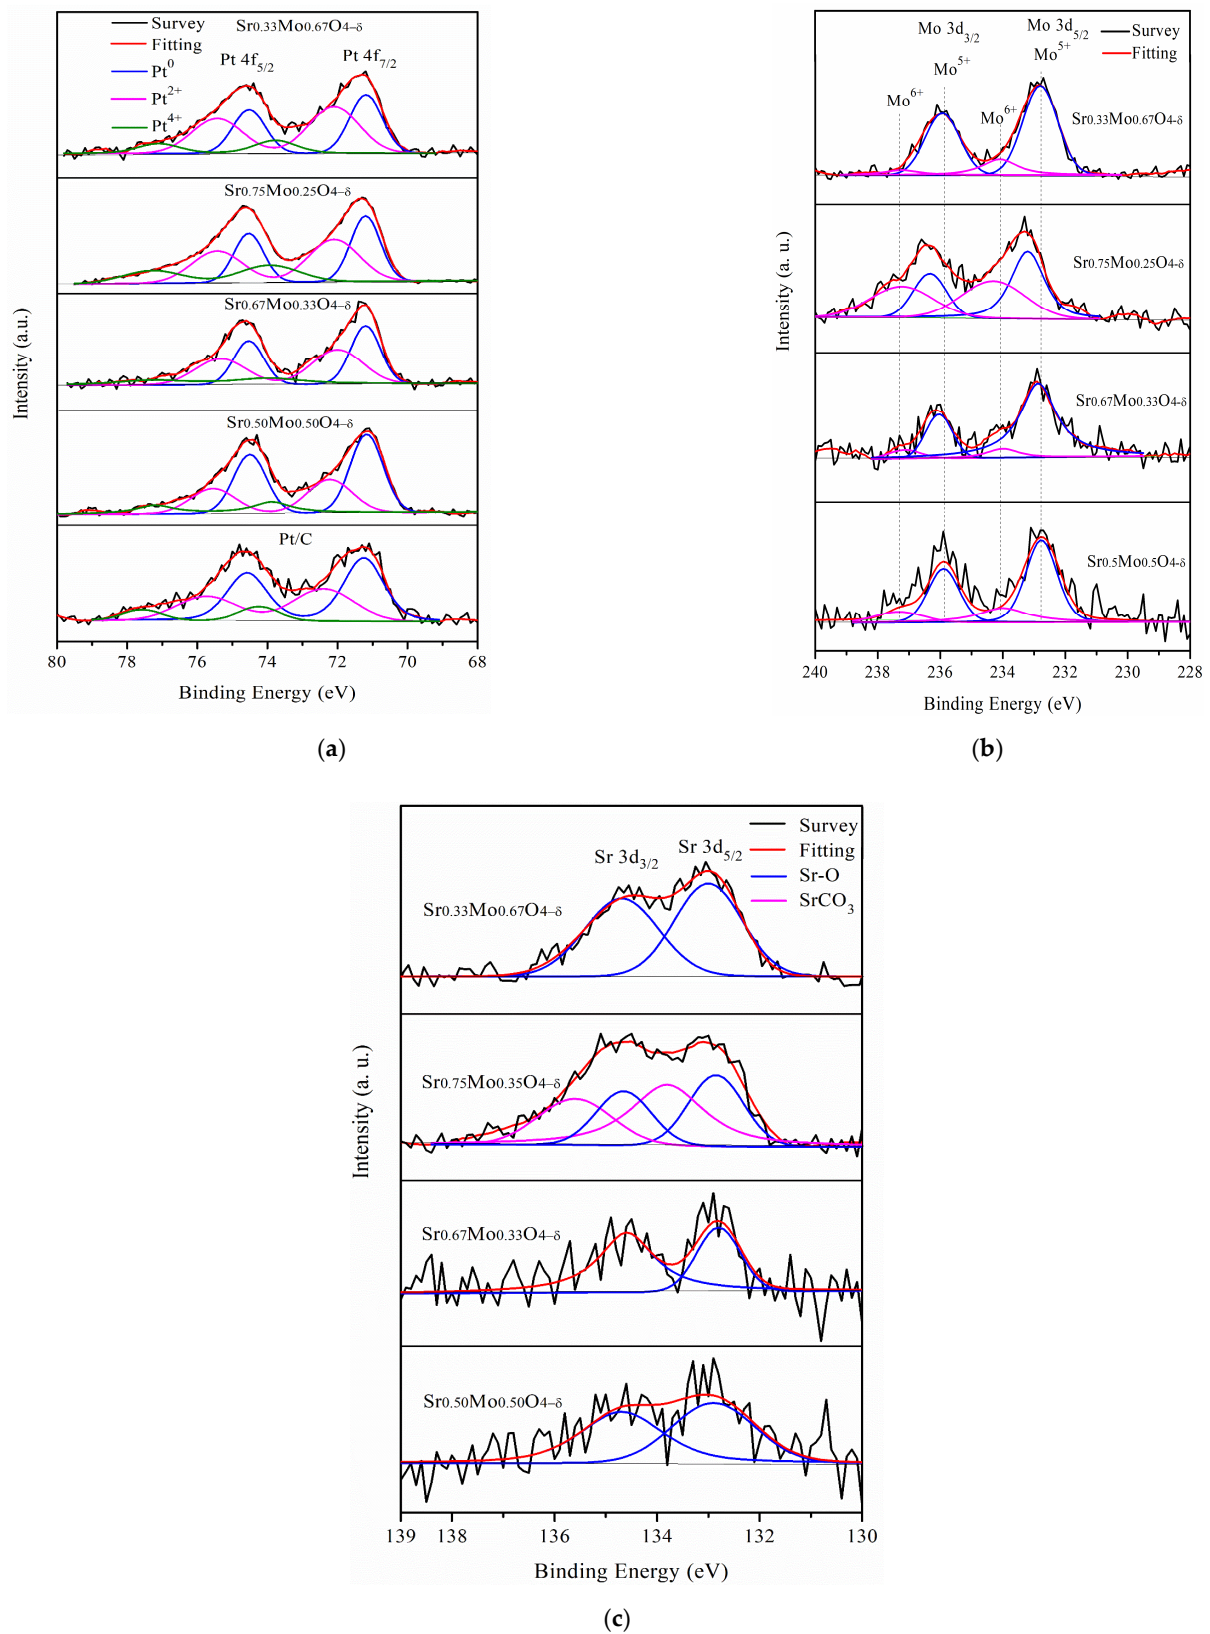 Survey
Fitting
Pt0
Pt2+
Pt4+
Sr0.33Mo0.67O4–δ
Pt 4f5/2
Pt 4f7/2
Sr0.75Mo0.25O4–δ
Sr0.67Mo0.33O4–δ
Sr0.50Mo0.50O4–δ
Pt/C
Intensity (a.u.)
80 78 76 74 72 70 68
Binding Energy (eV)
(a)
Mo 3d3/2
Mo 3d5/2
Survey
Fitting
Mo5+
Mo5+
Mo6+
Mo6+
Sr0.33Mo0.67O4-δ
Sr0.75Mo0.25O4-δ
Sr0.67Mo0.33O4-δ
Sr0.5Mo0.5O4-δ
Intensity (a. u.)
240 238 236 234 232 230 228
Binding Energy (eV)
(b)
Survey
Fitting
Sr-O
SrCO3
Sr 3d3/2
Sr 3d5/2
Sr0.33Mo0.67O4–δ
Sr0.75Mo0.35O4–δ
Sr0.67Mo0.33O4–δ
Sr0.50Mo0.50O4–δ
Intensity (a. u.)
139 138 136 134 132 130
Binding Energy (eV)
(c)